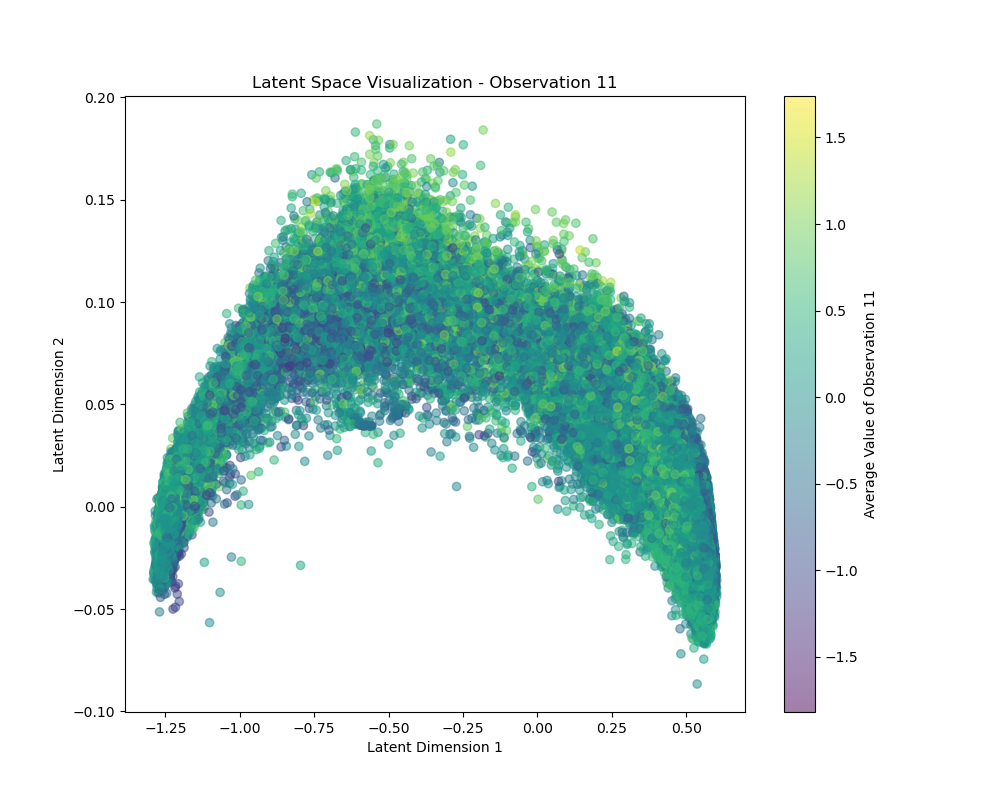 Latent Space Visualization - Observation 11
0.20
0.15
0.10
0.05
0.00
−0.05
−0.10
Latent Dimension 2
−1.25 −1.00 −0.75 −0.50 −0.25 0.00 0.25 0.50
Latent Dimension 1
1.5
1.0
0.5
0.0
−0.5
−1.0
−1.5
Average Value of Observation 11